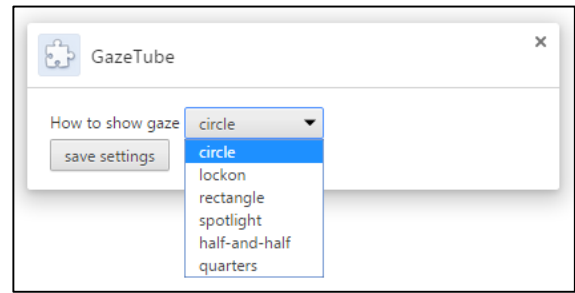 GazeTube
×
How to show gaze circle
save settings
circle
lockon
rectangle
spotlight
half-and-half
quarters